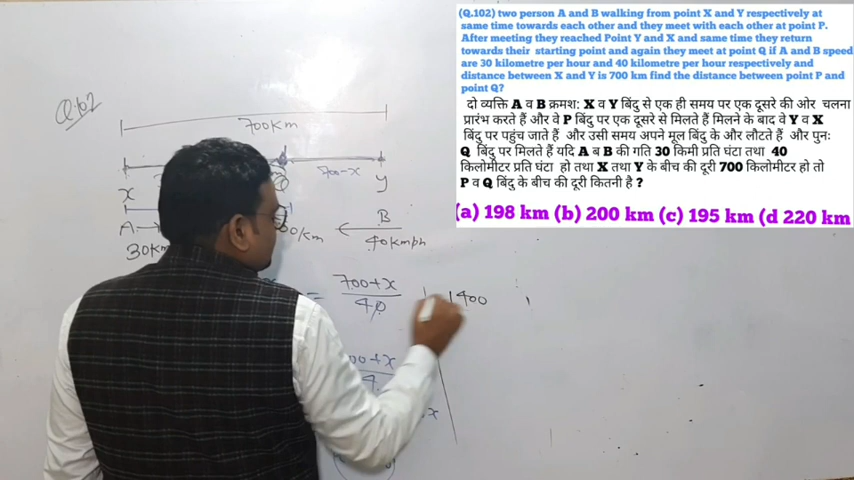 (Q.102) two person A and B walking from point X and Y respectively at
same time towards each other and they meet with each other at point P.
After meeting they reached Point Y and X and same time they return
towards their starting point and again they meet at point Q if A and B speed
are 30 kilometre per hour and 40 kilometre per hour respectively and
distance between X and Y is 700 km find the distance between point P and
point Q?
दो व्यक्ति A व B क्रमश: X व Y बिंदु से एक ही समय पर एक दूसरे की ओर चलना
प्रारंभ करते हैं और वे P बिंदु पर एक दूसरे से मिलते हैं मिलने के बाद वे Y व X
बिंदु पर पहुंच जाते हैं और उसी समय अपने मूल बिंदु के और लौटते हैं और पुनः
Q बिंदु पर मिलते हैं यदि A ब B की गति 30 किमी प्रति घंटा तथा 40
किलोमीटर प्रति घंटा हो तथा X तथा Y के बीच की दूरी 700 किलोमीटर हो तो
P व Q बिंदु के बीच की दूरी कितनी है ?
(a) 198 km (b) 200 km (c) 195 km (d 220 km
Q.102
700Km
700-x
x y
A→ B
30 40kmph
= 700+x
40
1400